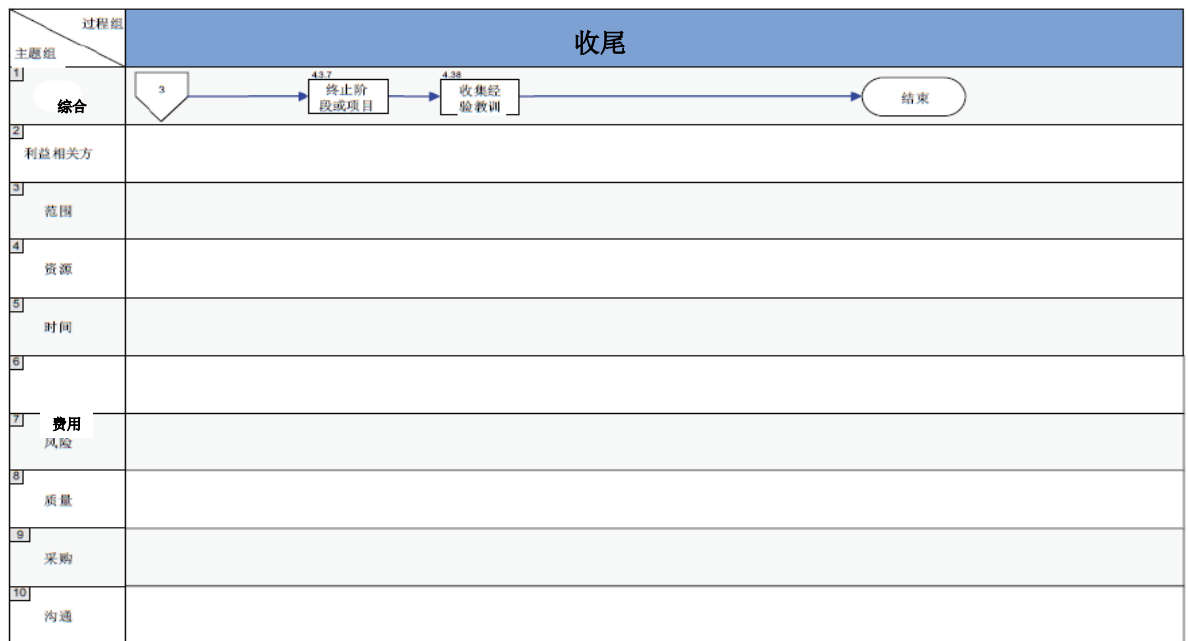 过程组
主题组
收尾
1
综合
3
4.3.7
终止阶
段或项目
4.38
收集经
验教训
结束
2
利益相关方
3
范围
4
资源
5
时间
6
费用
7
风险
8
质量
9
采购
10
沟通